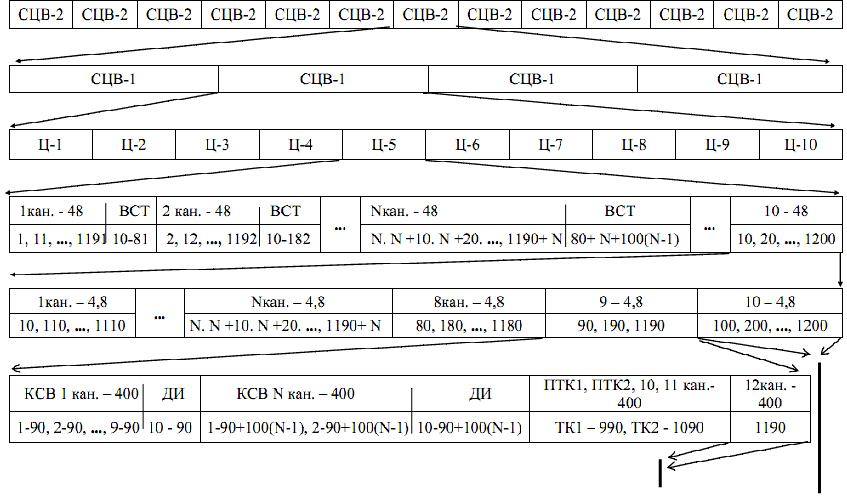 СЦВ-2 СЦВ-2 СЦВ-2 СЦВ-2 СЦВ-2 СЦВ-2 СЦВ-2 СЦВ-2 СЦВ-2 СЦВ-2 СЦВ-2 СЦВ-2 СЦВ-2
СЦВ-1 СЦВ-1 СЦВ-1 СЦВ-1
Ц-1 Ц-2 Ц-3 Ц-4 Ц-5 Ц-6 Ц-7 Ц-8 Ц-9 Ц-10
1кан. - 48 ВСТ 2 кан. - 48 ВСТ ... Nкан. - 48 ВСТ ... 10 - 48
1, 11, ..., 1191 10-81 2, 12, ..., 1192 10-182 N. N +10. N +20. ..., 1190+ N 80+ N+100(N-1) 10, 20, ..., 1200
1кан. – 4,8 ... Nкан. – 4,8 8кан. – 4,8 9 – 4,8 10 – 4,8
10, 110, ..., 1110 N. N +10. N +20. ..., 1190+ N 80, 180, ..., 1180 90, 190, 1190 100, 200, ..., 1200
КСВ 1 кан. – 400 ДИ КСВ N кан. – 400 ДИ ПТК1, ПТК2, 10, 11 кан.- 12кан. -
400 400
1-90, 2-90, ..., 9-90 10 - 90 1-90+100(N-1), 2-90+100(N-1) 10-90+100(N-1) ТК1 – 990, ТК2 - 1090 1190